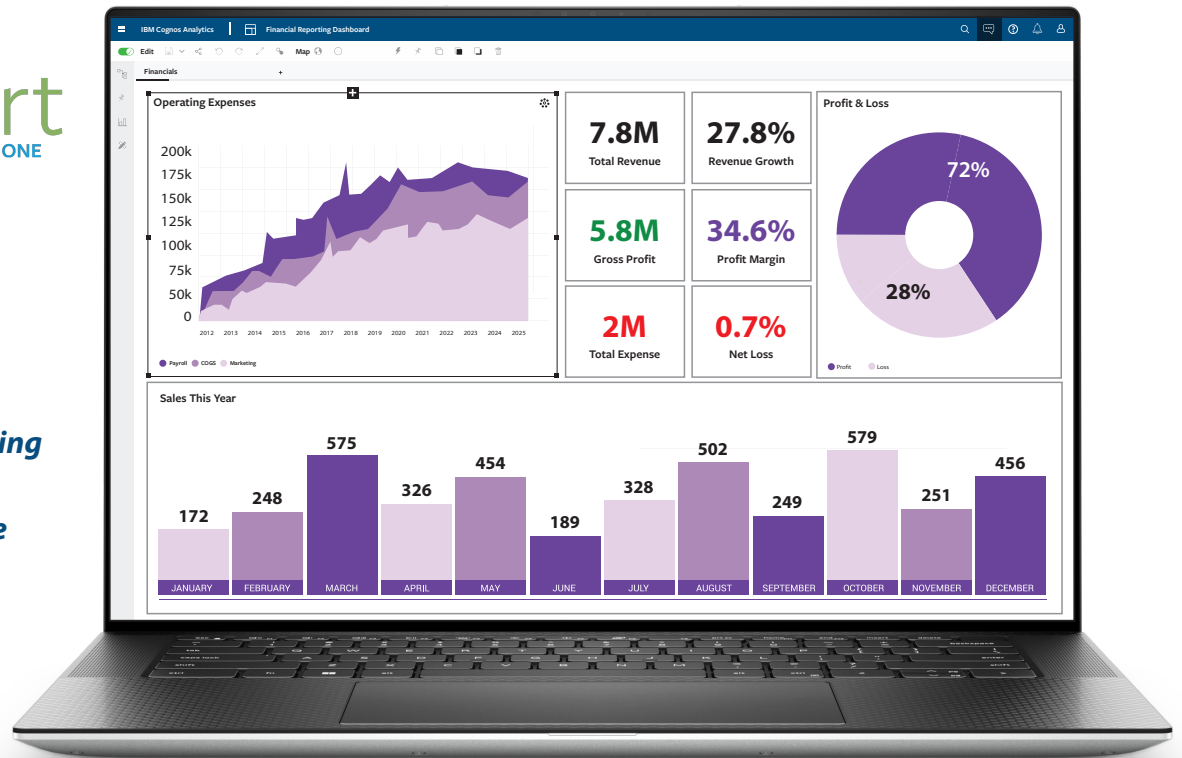 IBM Cognos Analytics
Financial Reporting Dashboard
Edit
Map
Financials
+
rt
ONE
ing
e
Operating Expenses
200k
175k
150k
125k
100k
75k
50k
0
2012 2013 2014 2015 2016 2017 2018 2019 2020 2021 2022 2023 2024 2025
Payroll COGS Marketing
7.8M
Total Revenue
27.8%
Revenue Growth
5.8M
Gross Profit
34.6%
Profit Margin
2M
Total Expense
0.7%
Net Loss
Profit & Loss
72%
28%
Profit Loss
Sales This Year
172
248
575
326
454
189
328
502
249
579
251
456
JANUARY FEBRUARY MARCH APRIL MAY JUNE JULY AUGUST SEPTEMBER OCTOBER NOVEMBER DECEMBER